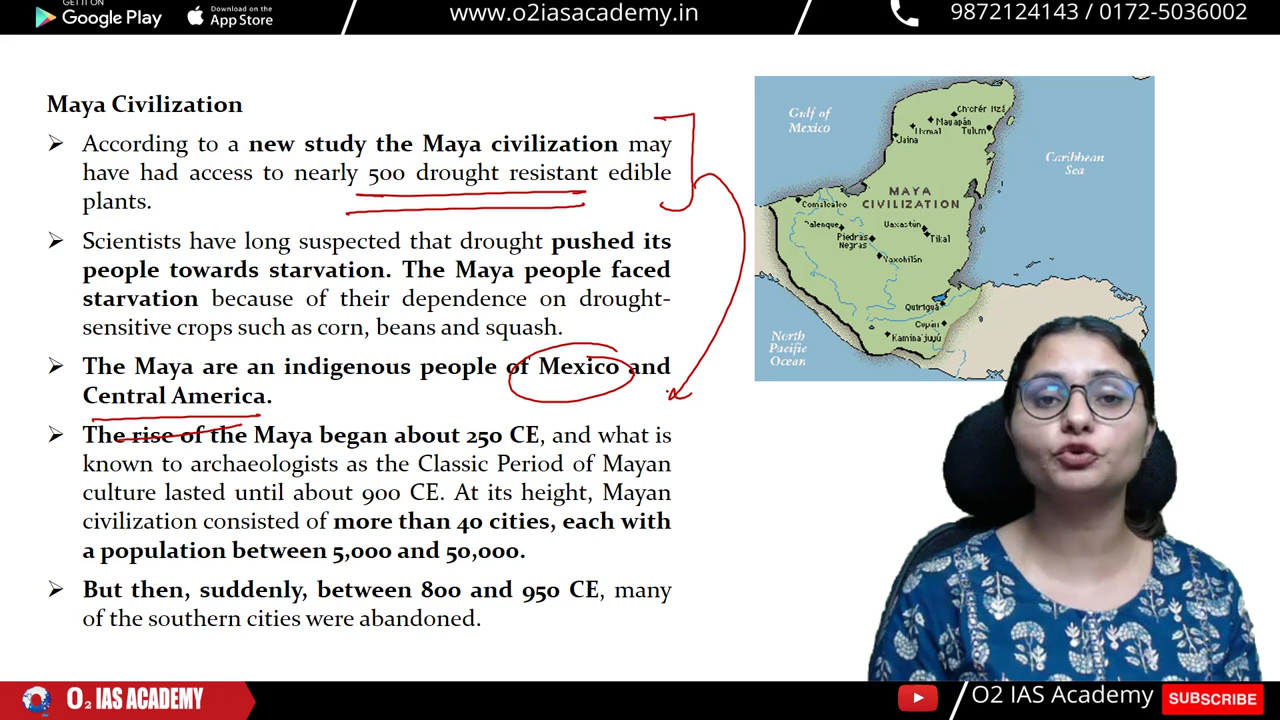 GET IT ON
Google Play
Download on the
App Store
www.o2iasacademy.in
9872124143 / 0172-5036002
Maya Civilization
➢ According to a new study the Maya civilization may
have had access to nearly 500 drought resistant edible
plants.
➢ Scientists have long suspected that drought pushed its
people towards starvation. The Maya people faced
starvation because of their dependence on drought-
sensitive crops such as corn, beans and squash.
➢ The Maya are an indigenous people of Mexico and
Central America.
➢ The rise of the Maya began about 250 CE, and what is
known to archaeologists as the Classic Period of Mayan
culture lasted until about 900 CE. At its height, Mayan
civilization consisted of more than 40 cities, each with
a population between 5,000 and 50,000.
➢ But then, suddenly, between 800 and 950 CE, many
of the southern cities were abandoned.
Gulf of
Mexico
Caribbean
Sea
North
Pacific
Ocean
MAYA
CIVILIZATION
Mayapán
Uxmal
Tulum
Jaina
Uaxactún
Tikal
Palenque
Piedras
Negras
Yaxchilán
Quiriguá
Copán
O2 IAS ACADEMY
O2 IAS Academy
SUBSCRIBE